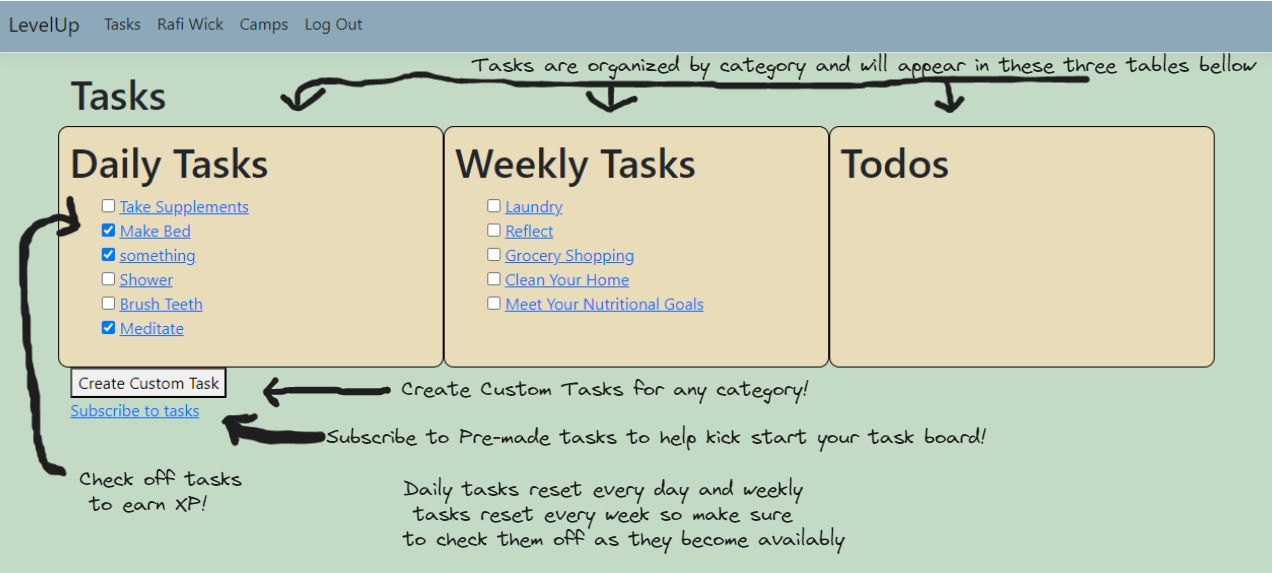 LevelUp Tasks Rafi Wick Camps Log Out
Tasks are organized by category and will appear in these three tables bellow
Tasks
Daily Tasks
Take Supplements
Make Bed
something
Shower
Brush Teeth
Meditate
Weekly Tasks
Laundry
Reflect
Grocery Shopping
Clean Your Home
Meet Your Nutritional Goals
Todos
Create Custom Task
Subscribe to tasks
Create Custom Tasks for any category!
Subscribe to Pre-made tasks to help kick start your task board!
Check off tasks
to earn XP!
Daily tasks reset every day and weekly
tasks reset every week so make sure
to check them off as they become availably